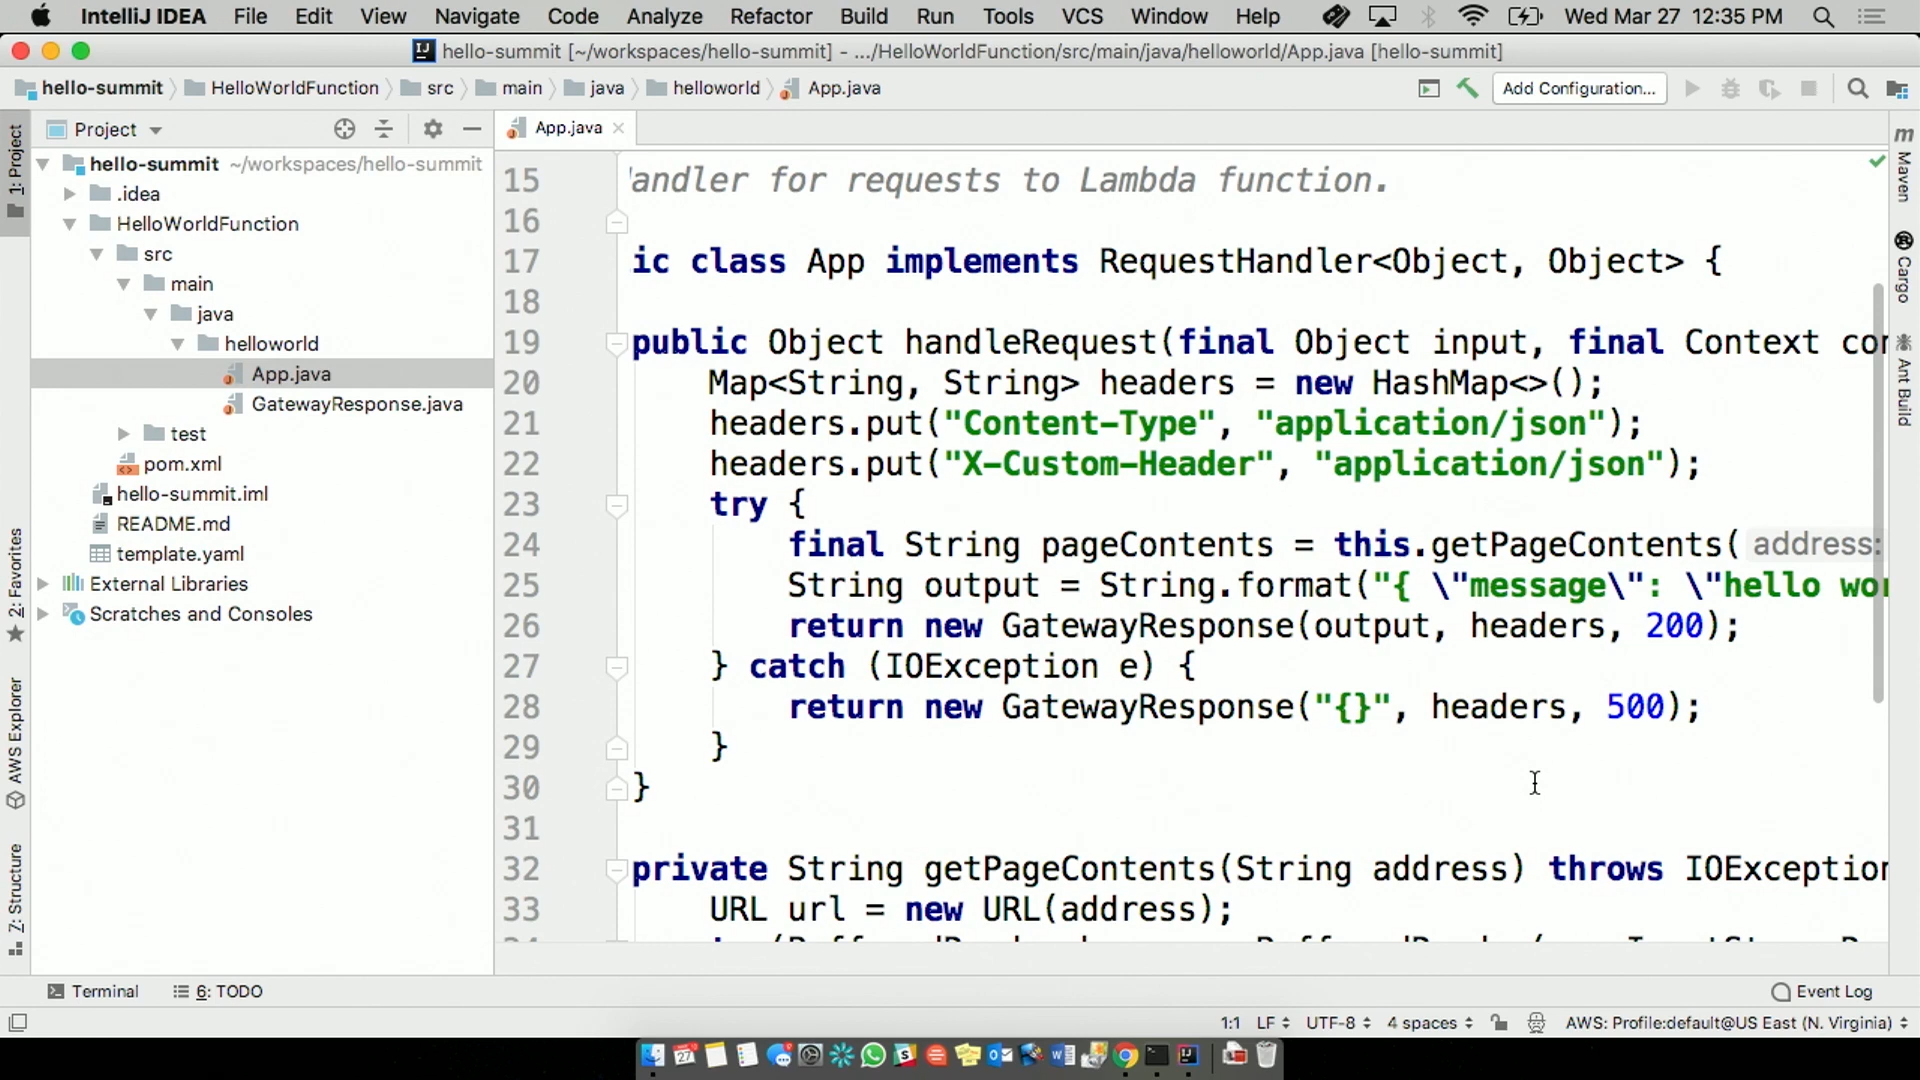 IntelliJ IDEA File Edit View Navigate Code Analyze Refactor Build Run Tools VCS Window Help Wed Mar 27 12:35 PM
hello-summit [~/workspaces/hello-summit] - .../HelloWorldFunction/src/main/java/helloworld/App.java [hello-summit]
hello-summit HelloWorldFunction src main java helloworld App.java Add Configuration...
Project
App.java
1: Project
2: Favorites
AWS Explorer
7: Structure
hello-summit ~/workspaces/hello-summit
.idea
HelloWorldFunction
src
main
java
helloworld
App.java
GatewayResponse.java
test
pom.xml
hello-summit.iml
README.md
template.yaml
External Libraries
Scratches and Consoles
15 andler for requests to Lambda function.
16
17 ic class App implements RequestHandler<Object, Object> {
18
19 public Object handleRequest(final Object input, final Context con
20 Map<String, String> headers = new HashMap<>();
21 headers.put("Content-Type", "application/json");
22 headers.put("X-Custom-Header", "application/json");
23 try {
24 final String pageContents = this.getPageContents( address:
25 String output = String.format("{ \"message\": \"hello wor
26 return new GatewayResponse(output, headers, 200);
27 } catch (IOException e) {
28 return new GatewayResponse("{}", headers, 500);
29 }
30 }
31
32 private String getPageContents(String address) throws IOException
33 URL url = new URL(address);
m Maven
Cargo
Ant Build
Terminal 6: TODO Event Log
1:1 LF UTF-8 4 spaces AWS: Profile:default@US East (N. Virginia)
27